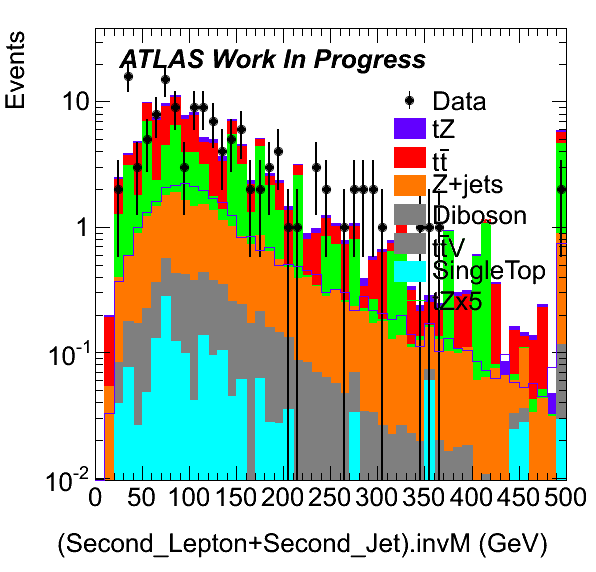 Events
ATLAS Work In Progress
Data
tZ
tt̄
Z+jets
Diboson
tt̄V
SingleTop
tZx5
10
1
10⁻¹
10⁻²
0 50 100 150 200 250 300 350 400 450 500
(Second_Lepton+Second_Jet).invM (GeV)